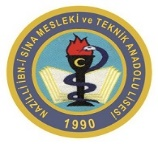 NAZİLLİ İBN-İ SİNA MESLEKİ ve TEKNİK ANADOLU LİSESİ
1990